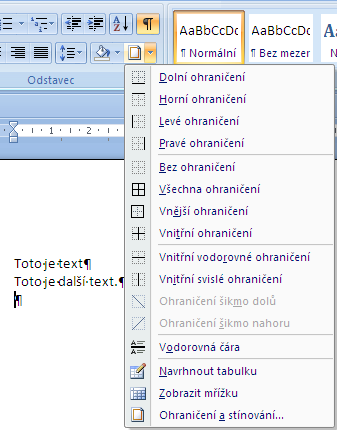 AaBbCcDc
AaBbCcDc
¶ Normální
¶ Bez mezer
Odstavec
1
2
Dolní ohraničení
Horní ohraničení
Levé ohraničení
Pravé ohraničení
Bez ohraničení
Všechna ohraničení
Vnější ohraničení
Vnitřní ohraničení
Vnitřní vodorovné ohraničení
Vnitřní svislé ohraničení
Ohraničení šikmo dolů
Ohraničení šikmo nahoru
Vodorovná čára
Navrhnout tabulku
Zobrazit mřížku
Ohraničení a stínování...
Toto·je·text¶
Toto·je·další·text.¶
¶